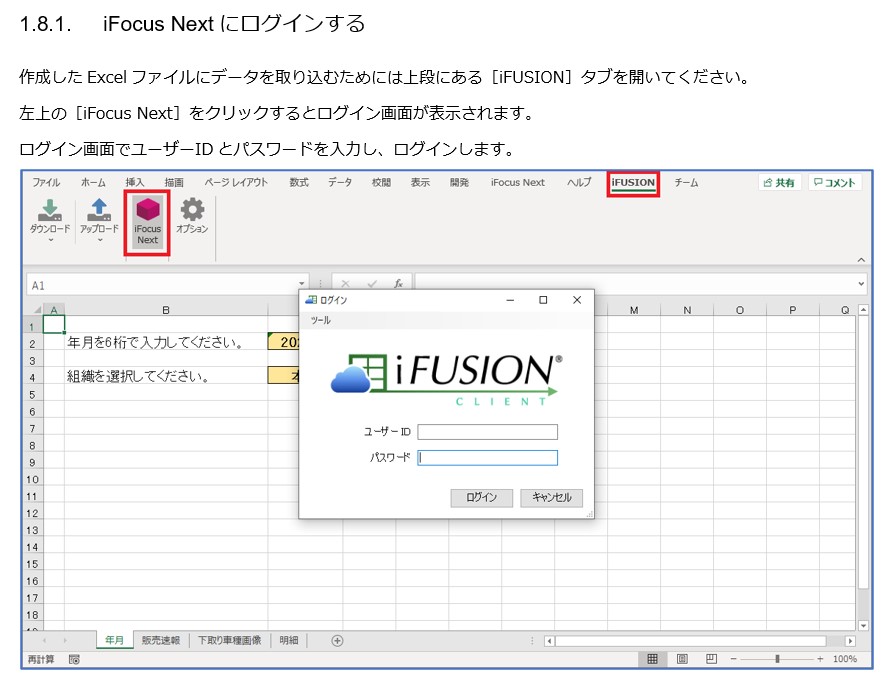 1.8.1. iFocus Next にログインする
作成した Excel ファイルにデータを取り込むためには上段にある［iFUSION］タブを開いてください。
左上の［iFocus Next］をクリックするとログイン画面が表示されます。
ログイン画面でユーザーID とパスワードを入力し、ログインします。
ファイル ホーム 挿入 描画 ページ レイアウト 数式 データ 校閲 表示 開発 iFocus Next ヘルプ iFUSION チーム 共有 コメント
ダウンロード アップロード iFocus Next オプション
A1 fx
A B M N O P Q
ログイン
ツール
1
2 年月を6桁で入力してください。
3
4 組織を選択してください。
5
6
7
8
9
10
11
12
13
14
15
16
17
18
iFUSION®
CLIENT
ユーザー ID
パスワード
ログイン キャンセル
年月 販売速報 下取り車種画像 明細
再計算 100%